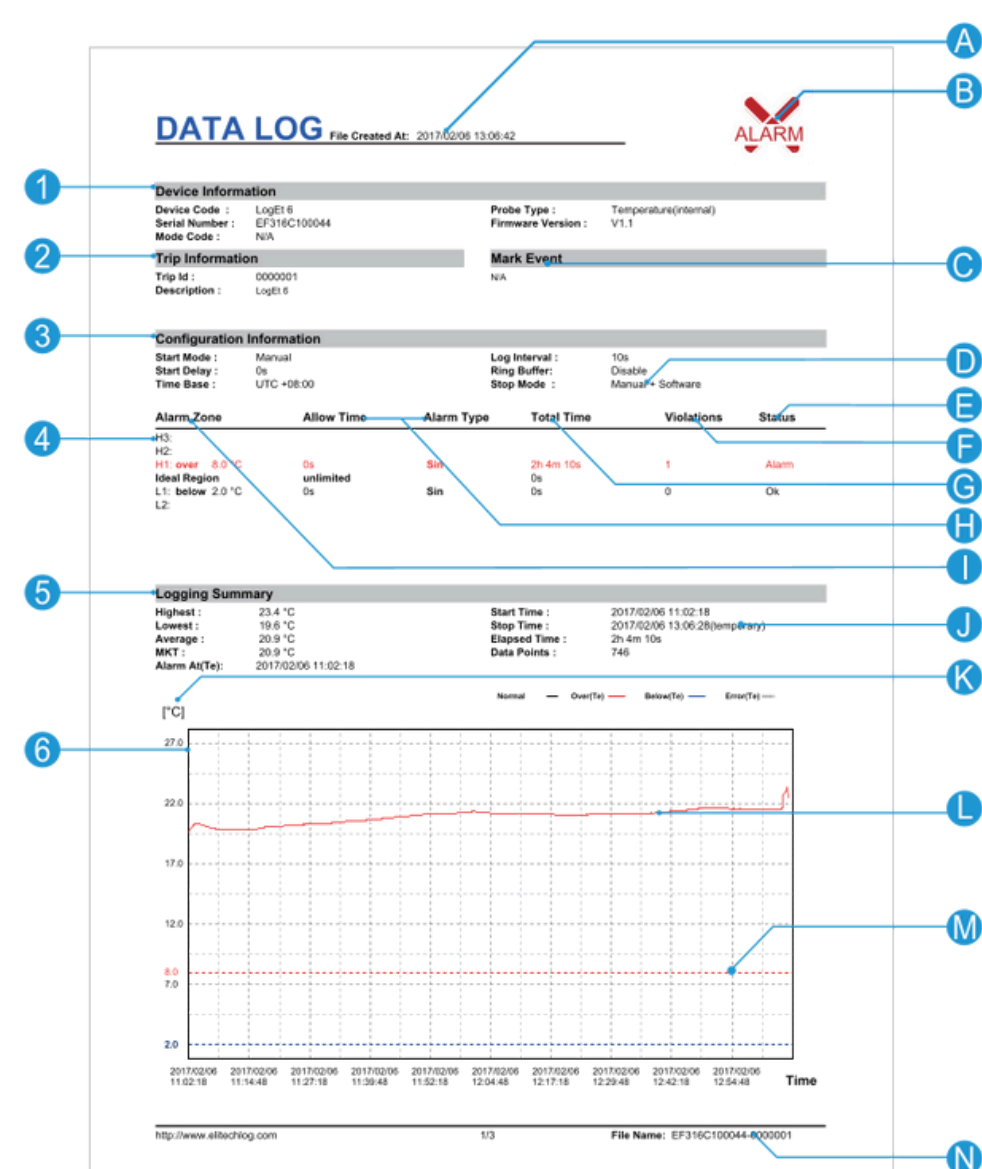 A
B
DATA LOG File Created At: 2017/02/06 13:06:42
ALARM
1
Device Information
Device Code : LogEt 6 Probe Type : Temperature(internal)
Serial Number : EF316C100044 Firmware Version : V1.1
Mode Code : N/A
2
Trip Information Mark Event
C
Trip Id : 0000001 N/A
Description : LogEt 6
3
Configuration Information
Start Mode : Manual Log Interval : 10s
D
Start Delay : 0s Ring Buffer: Disable
Time Base : UTC +08:00 Stop Mode : Manual + Software
E
Alarm Zone Allow Time Alarm Type Total Time Violations Status
4
H3:
F
H2:
H1: over 8.0 °C 0s Sin 2h 4m 10s 1 Alarm
Ideal Region unlimited 0s
G
L1: below 2.0 °C 0s Sin 0s 0 Ok
L2:
H
I
5
Logging Summary
Highest : 23.4 °C Start Time : 2017/02/06 11:02:18
Lowest : 19.6 °C Stop Time : 2017/02/06 13:06:28(temporary)
J
Average : 20.9 °C Elapsed Time : 2h 4m 10s
MKT : 20.9 °C Data Points : 746
Alarm At(Te): 2017/02/06 11:02:18
K
Normal Over(Te) Below(Te) Error(Te)
[°C]
27.0
6
22.0
L
17.0
12.0
M
8.0
7.0
2.0
2017/02/06 2017/02/06 2017/02/06 2017/02/06 2017/02/06 2017/02/06 2017/02/06 2017/02/06 2017/02/06 2017/02/06
11:02:18 11:14:48 11:27:18 11:39:48 11:52:18 12:04:48 12:17:18 12:29:48 12:42:18 12:54:48 Time
http://www.elitechlog.com 1/3 File Name: EF316C100044-0000001
N